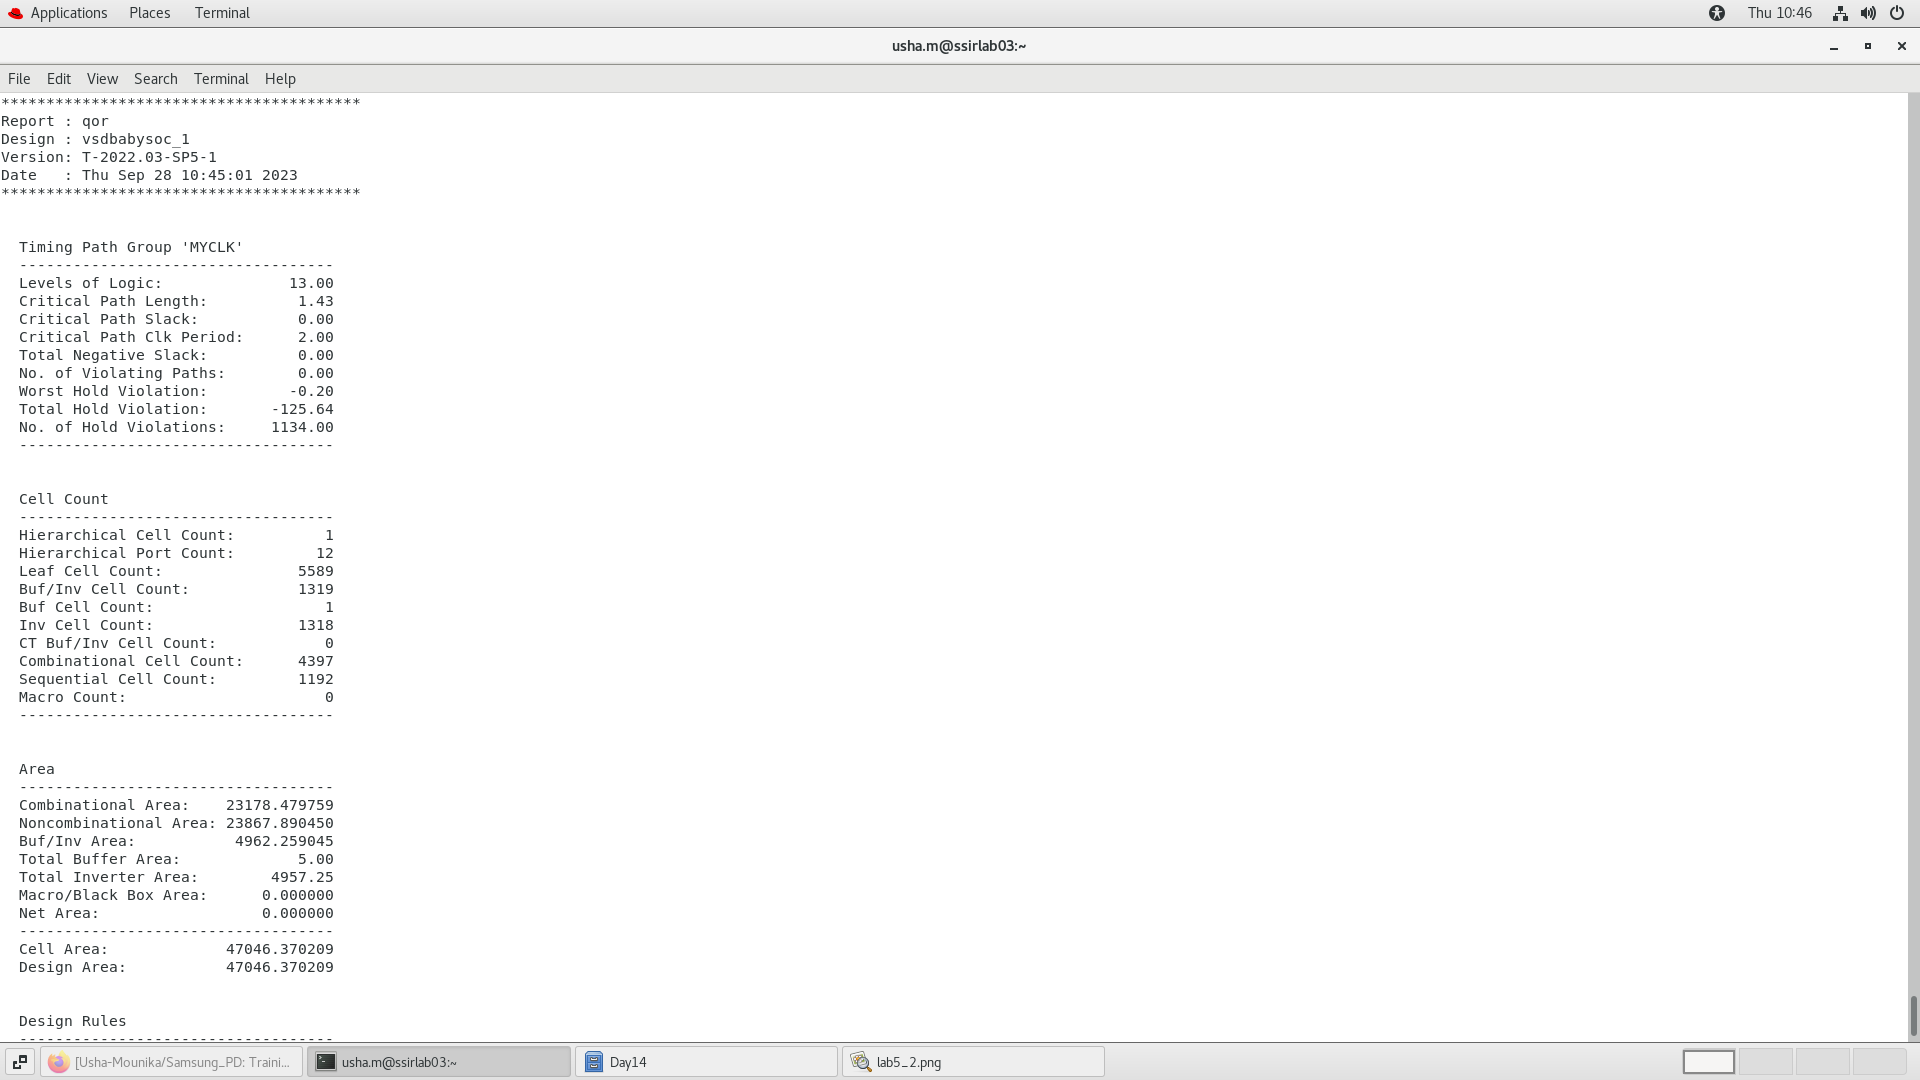 Applications Places Terminal Thu 10:46
usha.m@ssirlab03:~
File Edit View Search Terminal Help
****************************************
Report : qor
Design : vsdbabysoc_1
Version: T-2022.03-SP5-1
Date   : Thu Sep 28 10:45:01 2023
****************************************
Timing Path Group 'MYCLK'
-----------------------------------
Levels of Logic:              13.00
Critical Path Length:          1.43
Critical Path Slack:           0.00
Critical Path Clk Period:      2.00
Total Negative Slack:          0.00
No. of Violating Paths:        0.00
Worst Hold Violation:         -0.20
Total Hold Violation:       -125.64
No. of Hold Violations:     1134.00
-----------------------------------
Cell Count
-----------------------------------
Hierarchical Cell Count:          1
Hierarchical Port Count:         12
Leaf Cell Count:               5589
Buf/Inv Cell Count:            1319
Buf Cell Count:                   1
Inv Cell Count:                1318
CT Buf/Inv Cell Count:            0
Combinational Cell Count:      4397
Sequential Cell Count:         1192
Macro Count:                      0
-----------------------------------
Area
-----------------------------------
Combinational Area:    23178.479759
Noncombinational Area: 23867.890450
Buf/Inv Area:           4962.259045
Total Buffer Area:             5.00
Total Inverter Area:        4957.25
Macro/Black Box Area:      0.000000
Net Area:                  0.000000
-----------------------------------
Cell Area:             47046.370209
Design Area:           47046.370209
Design Rules
-----------------------------------
[Usha-Mounika/Samsung_PD: Traini... usha.m@ssirlab03:~ Day14 lab5_2.png